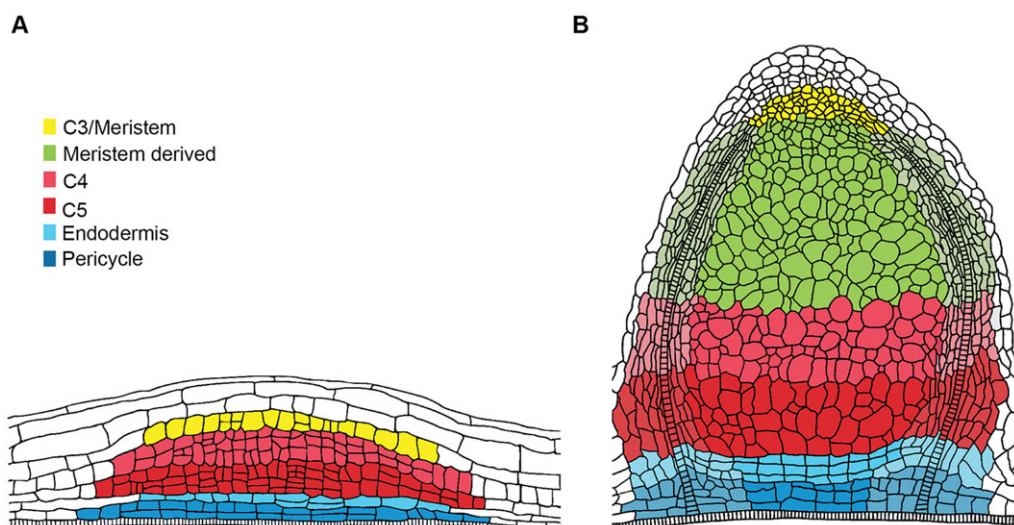 A
B
C3/Meristem
Meristem derived
C4
C5
Endodermis
Pericycle